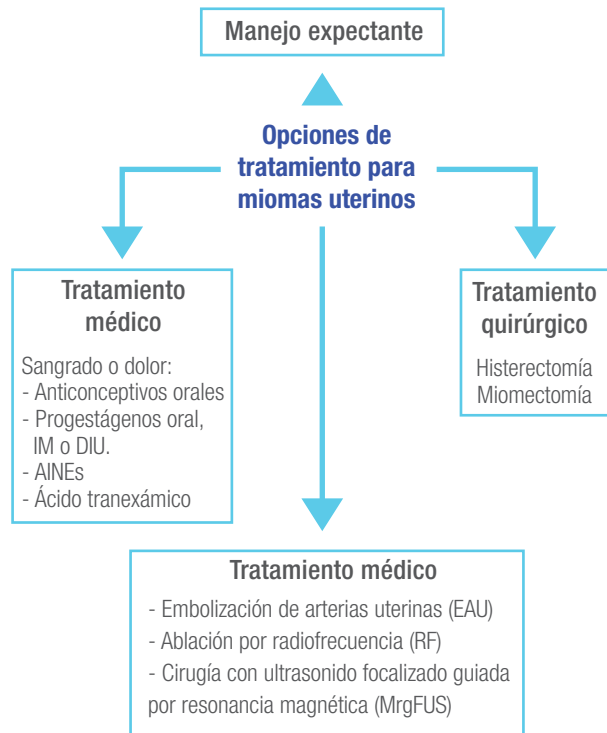 Manejo expectante
Opciones de
tratamiento para
miomas uterinos
Tratamiento
médico
Sangrado o dolor:
- Anticonceptivos orales
- Progestágenos oral,
IM o DIU.
- AINEs
- Ácido tranexámico
Tratamiento
quirúrgico
Histerectomía
Miomectomía
Tratamiento médico
- Embolización de arterias uterinas (EAU)
- Ablación por radiofrecuencia (RF)
- Cirugía con ultrasonido focalizado guiada
por resonancia magnética (MrgFUS)